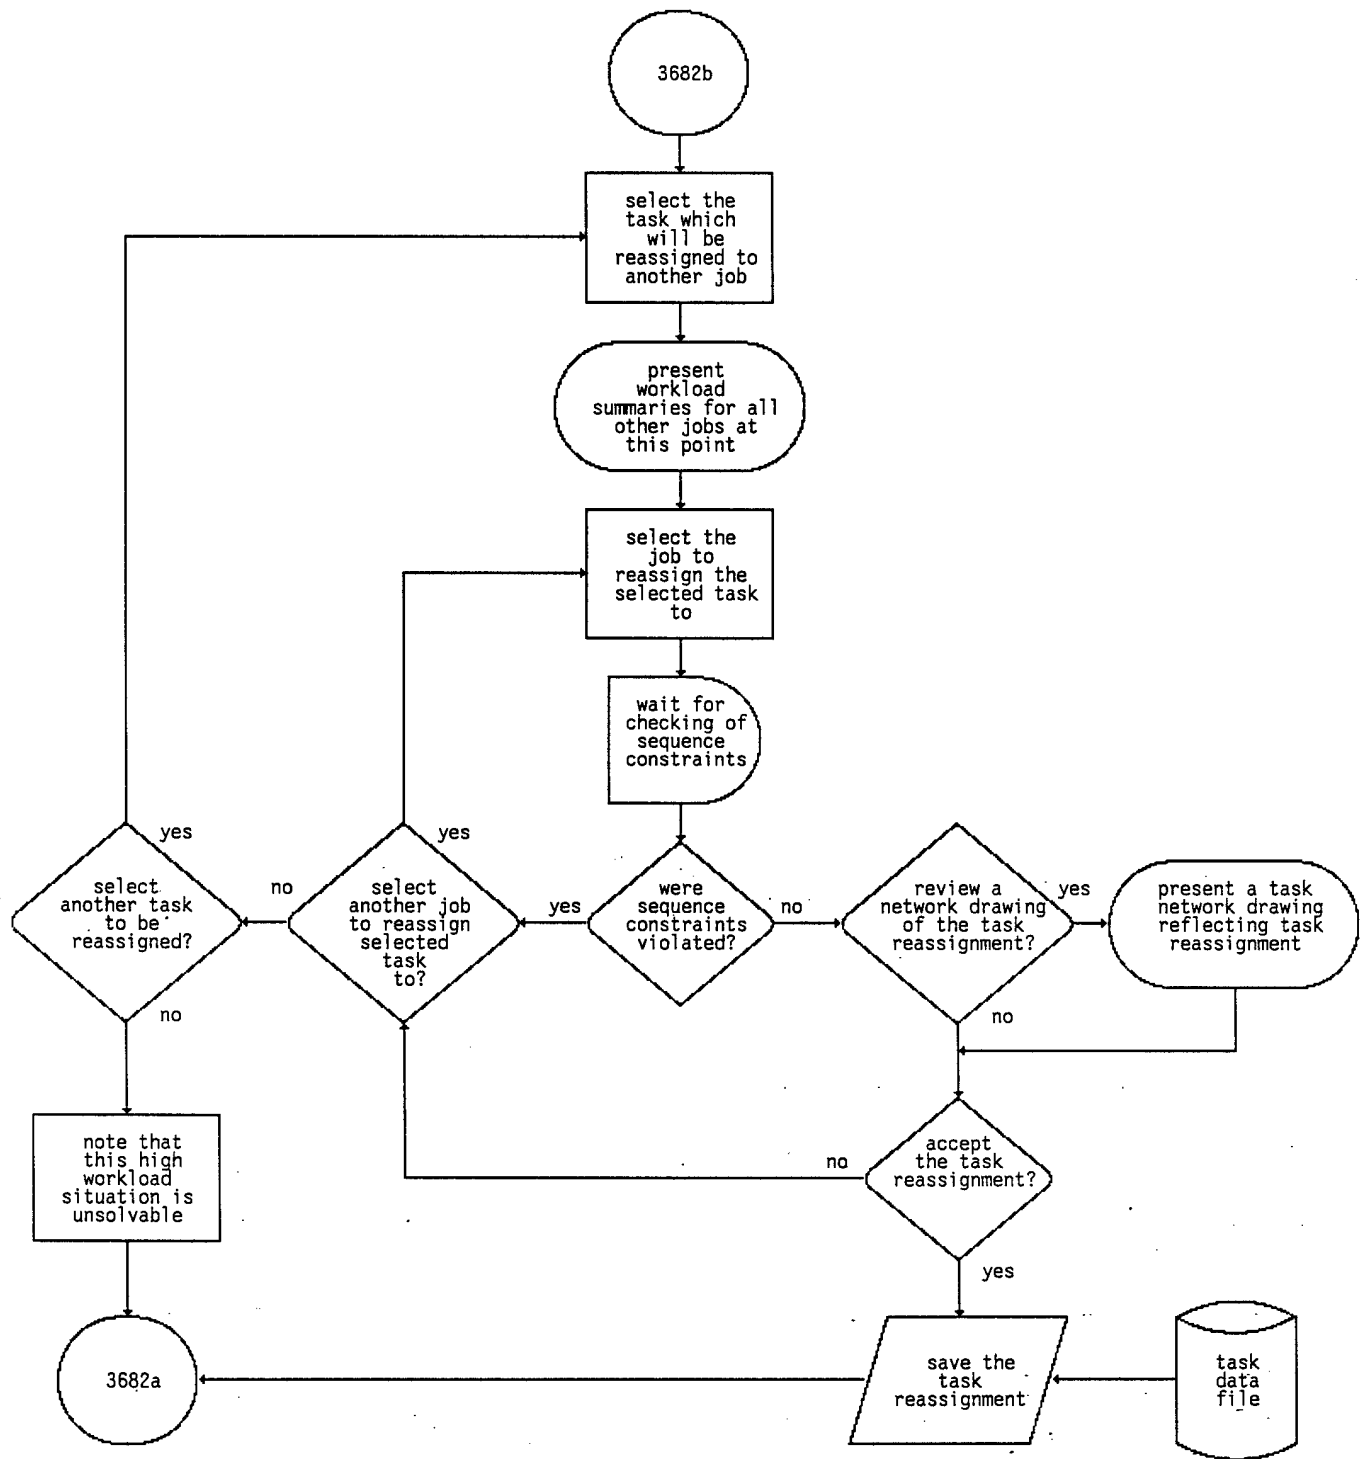 3682b
select the
task which
will be
reassigned to
another job
present
workload
summaries for all
other jobs at
this point
select the
job to
reassign the
selected task
to
wait for
checking of
sequence
constraints
yes
select
another task
to be
reassigned?
no
no
yes
select
another job
to reassign
selected
task
to?
yes
were
sequence
constraints
violated?
no
review a
network drawing
of the task
reassignment?
yes
no
present a task
network drawing
reflecting task
reassignment
note that
this high
workload
situation is
unsolvable
no
accept
the task
reassignment?
yes
3682a
save the
task
reassignment
task
data
file